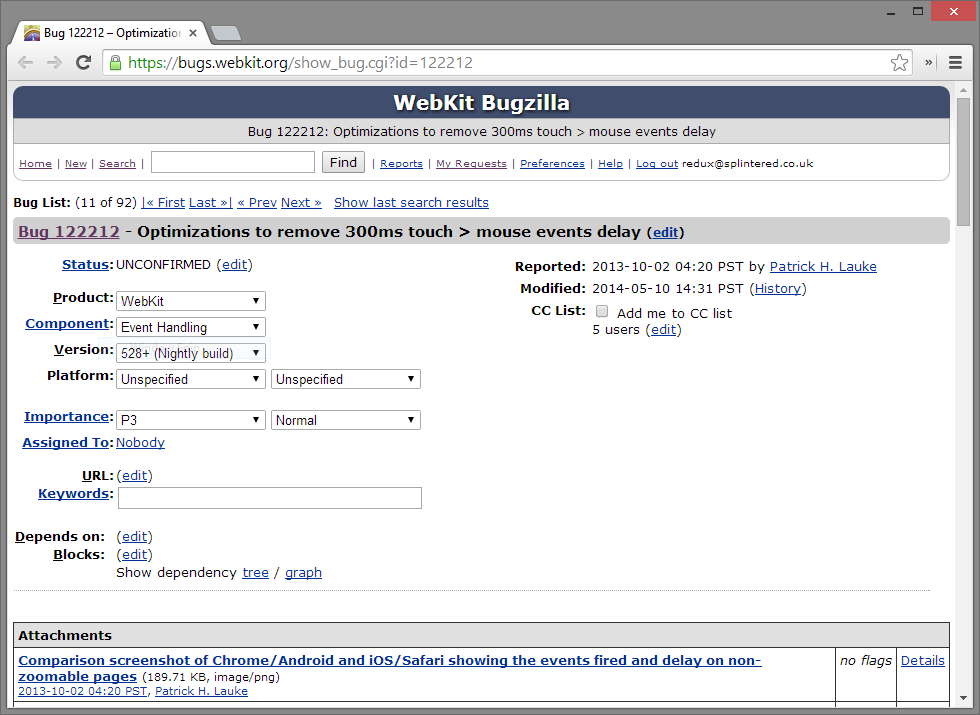 Bug 122212 – Optimization
https://bugs.webkit.org/show_bug.cgi?id=122212
WebKit Bugzilla
Bug 122212: Optimizations to remove 300ms touch > mouse events delay
Home | New | Search | Find | Reports | My Requests | Preferences | Help | Log out redux@splintered.co.uk
Bug List: (11 of 92) |« First Last »| « Prev Next » Show last search results
Bug 122212 - Optimizations to remove 300ms touch > mouse events delay (edit)
Status: UNCONFIRMED (edit)
Product: WebKit
Component: Event Handling
Version: 528+ (Nightly build)
Platform: Unspecified Unspecified
Importance: P3 Normal
Assigned To: Nobody
URL: (edit)
Keywords:
Depends on: (edit)
Blocks: (edit)
Show dependency tree / graph
Reported: 2013-10-02 04:20 PST by Patrick H. Lauke
Modified: 2014-05-10 14:31 PST (History)
CC List: Add me to CC list
5 users (edit)
Attachments
Comparison screenshot of Chrome/Android and iOS/Safari showing the events fired and delay on non-
zoomable pages (189.71 KB, image/png)
2013-10-02 04:20 PST, Patrick H. Lauke
no flags
Details